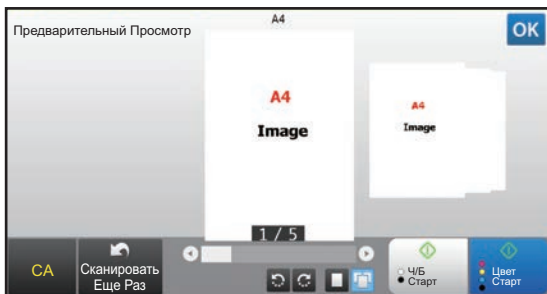 A4
Предварительный Просмотр
OK
A4
Image
A4
Image
1 / 5
CA
Сканировать
Еще Раз
Ч/Б
Старт
Цвет
Старт